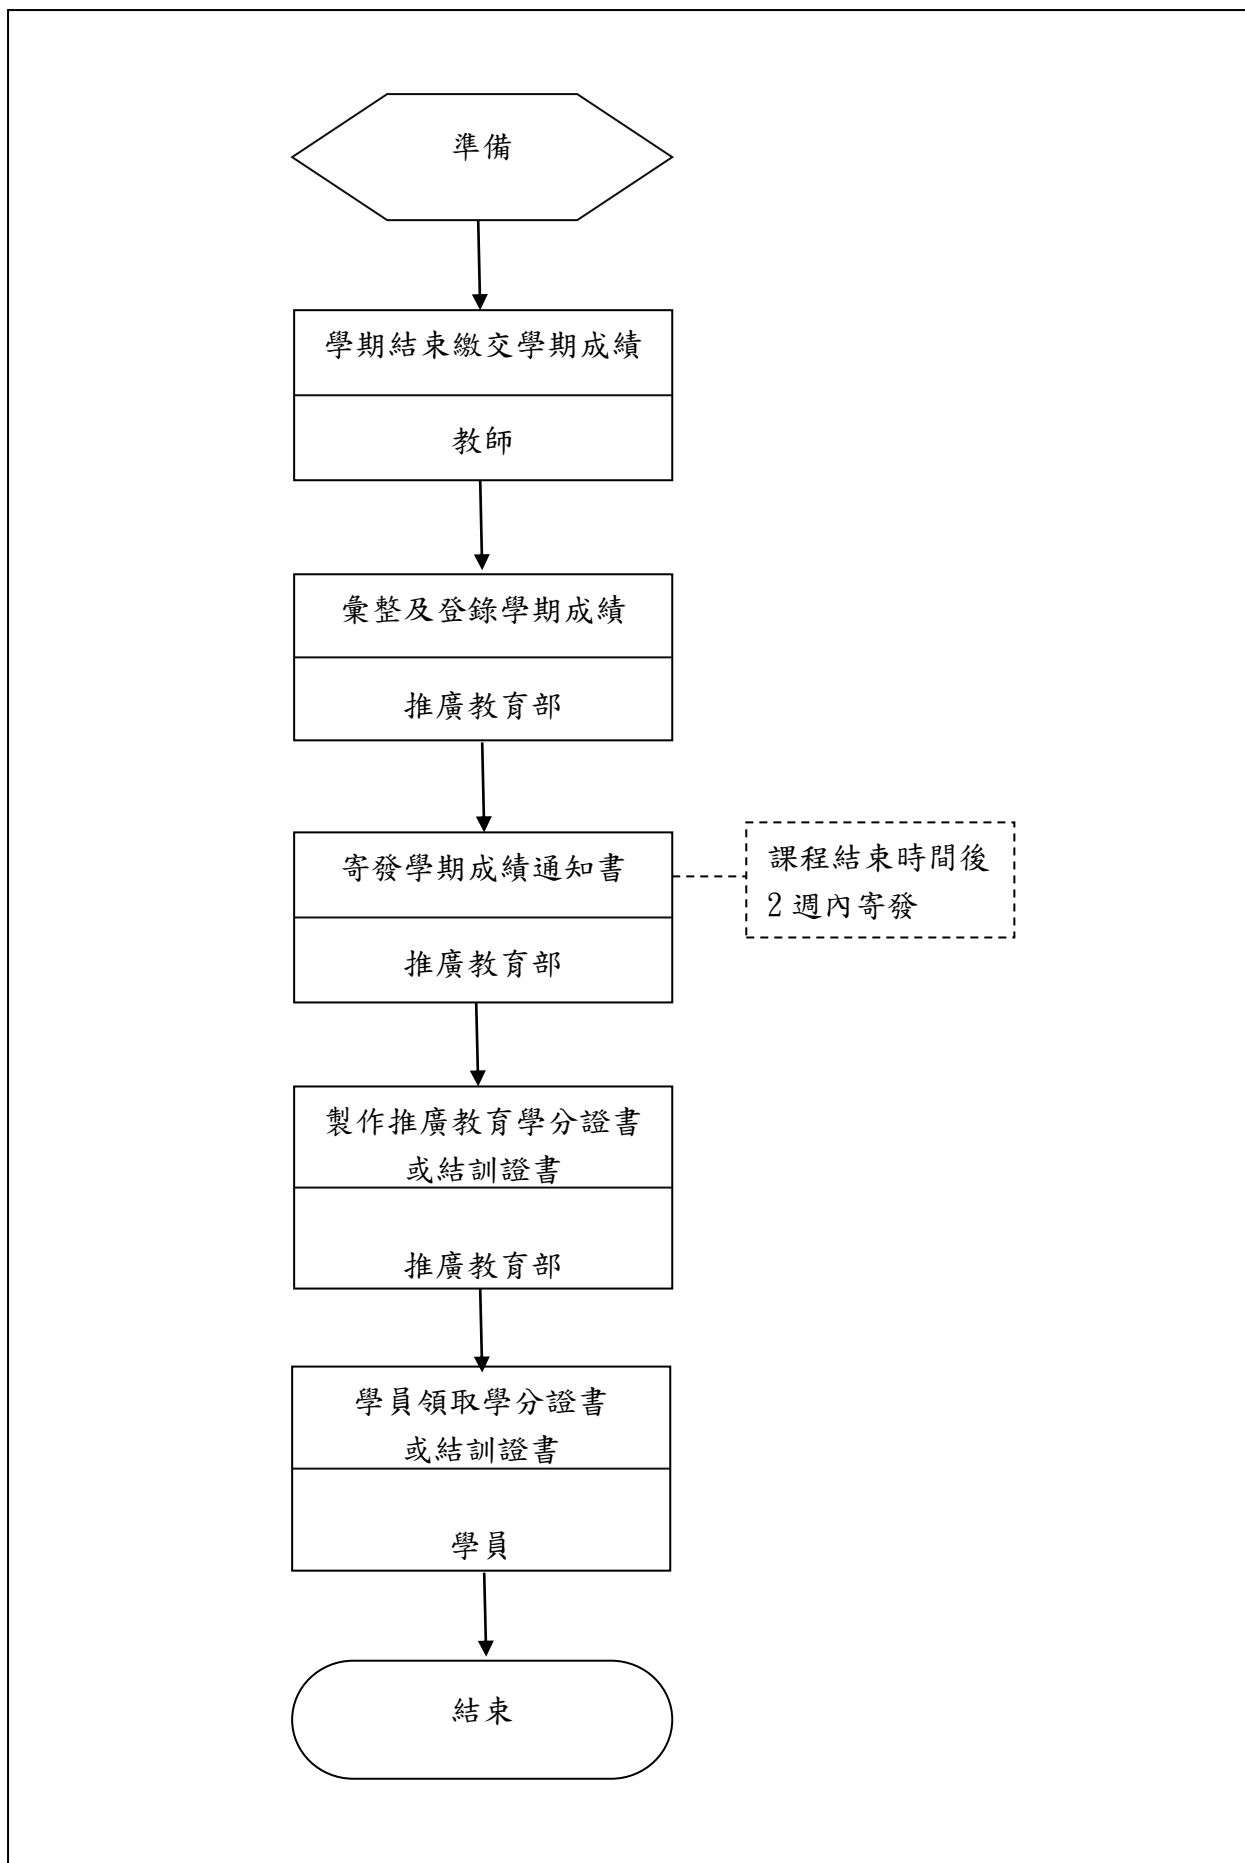 準備
學期結束繳交學期成績
教師
彙整及登錄學期成績
推廣教育部
寄發學期成績通知書
課程結束時間後
2 週內寄發
推廣教育部
製作推廣教育學分證書
或結訓證書
推廣教育部
學員領取學分證書
或結訓證書
學員
結束